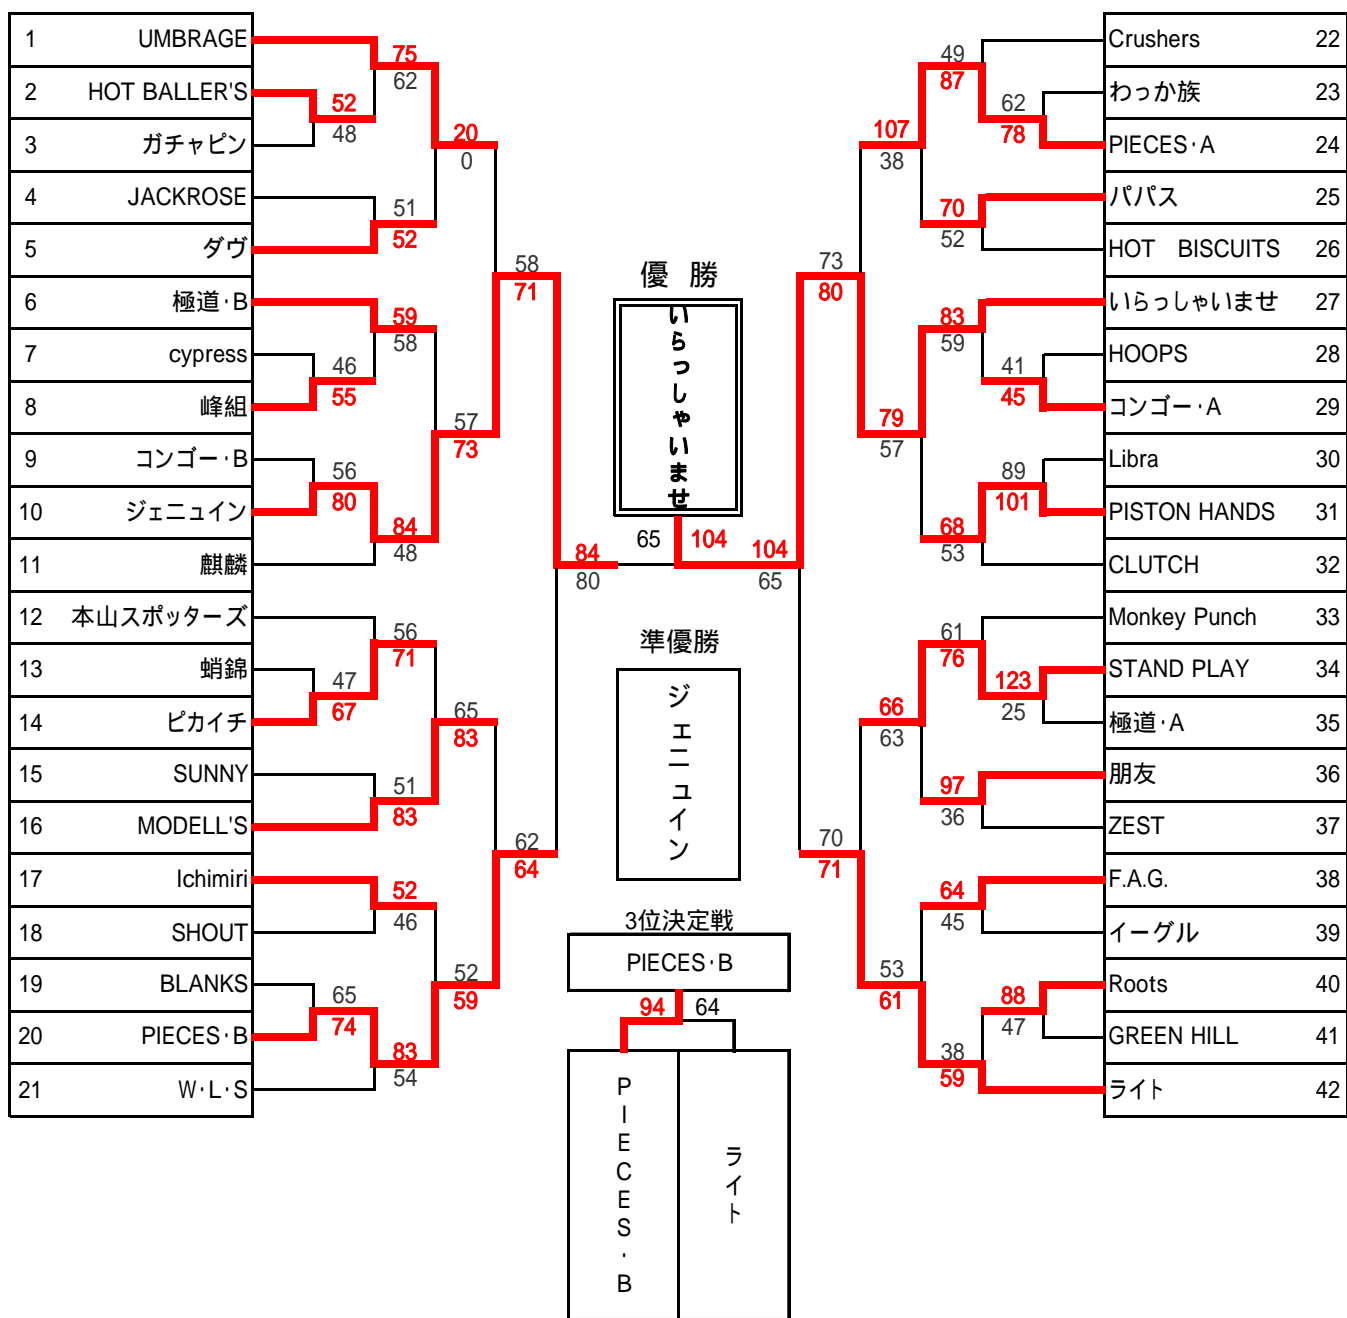 1 UMBRAGE
2 HOT BALLER'S
3 ガチャピン
4 JACKROSE
5 ダヴ
6 極道・B
7 cypress
8 峰組
9 コンゴー・B
10 ジェニュイン
11 麒麟
12 本山スポッターズ
13 蛸錦
14 ピカイチ
15 SUNNY
16 MODELL'S
17 Ichimiri
18 SHOUT
19 BLANKS
20 PIECES・B
21 W・L・S
75
62
52
48
51
52
59
58
46
55
56
80
84
48
56
71
47
67
51
83
52
46
65
74
83
54
20
0
57
73
65
83
52
59
58
71
62
64
84
80
優 勝
いらっしゃいませ
65 104
準優勝
ジェニュイン
3位決定戦
PIECES・B
94 64
PIECES・B
ライト
104
65
73
80
70
71
107
38
79
57
66
63
53
61
49
87
62
78
70
52
83
59
41
45
89
101
68
53
61
76
123
25
97
36
64
45
88
47
38
59
Crushers 22
わっか族 23
PIECES・A 24
パパス 25
HOT BISCUITS 26
いらっしゃいませ 27
HOOPS 28
コンゴー・A 29
Libra 30
PISTON HANDS 31
CLUTCH 32
Monkey Punch 33
STAND PLAY 34
極道・A 35
朋友 36
ZEST 37
F.A.G. 38
イーグル 39
Roots 40
GREEN HILL 41
ライト 42